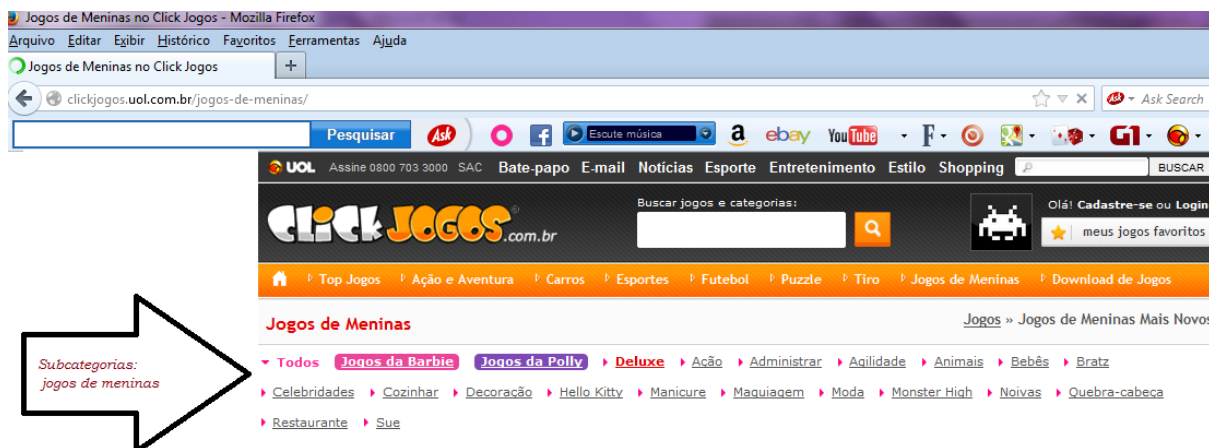 Jogos de Meninas no Click Jogos - Mozilla Firefox
Arquivo Editar Exibir Histórico Favoritos Ferramentas Ajuda
Jogos de Meninas no Click Jogos +
clickjogos.uol.com.br/jogos-de-meninas/ Ask Ask Search
Pesquisar Ask Escute música a ebay YouTube F G1
UOL Assine 0800 703 3000 SAC Bate-papo E-mail Notícias Esporte Entretenimento Estilo Shopping BUSCAR
Buscar jogos e categorias: Olá! Cadastre-se ou Login
CLICK JOGOS.com.br meus jogos favoritos
Top Jogos Ação e Aventura Carros Esportes Futebol Puzzle Tiro Jogos de Meninas Download de Jogos
Jogos de Meninas Jogos » Jogos de Meninas Mais Novos
Subcategorias:
jogos de meninas
Todos Jogos da Barbie Jogos da Polly Deluxe Ação Administrar Agilidade Animais Bebês Bratz
Celebridades Cozinhar Decoração Hello Kitty Manicure Maquiagem Moda Monster High Noivas Quebra-cabeça
Restaurante Sue